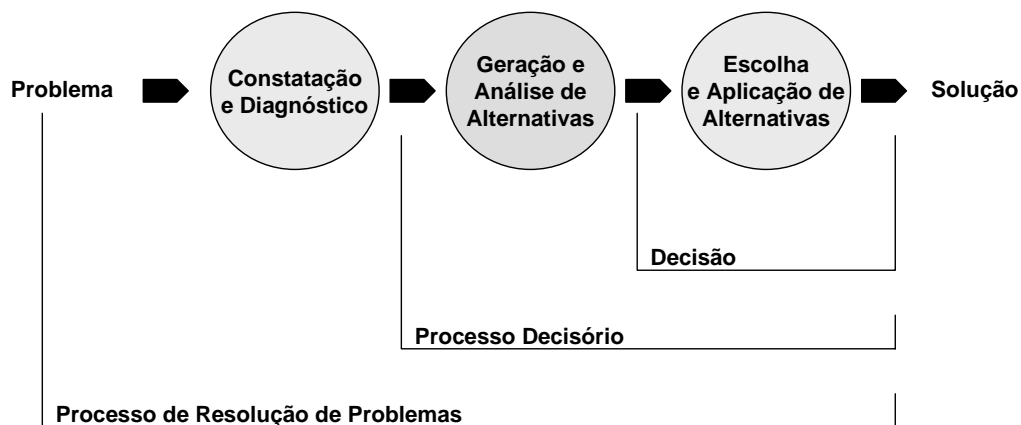 Problema
Constatação
e Diagnóstico
Geração e
Análise de
Alternativas
Escolha
e Aplicação de
Alternativas
Solução
Decisão
Processo Decisório
Processo de Resolução de Problemas